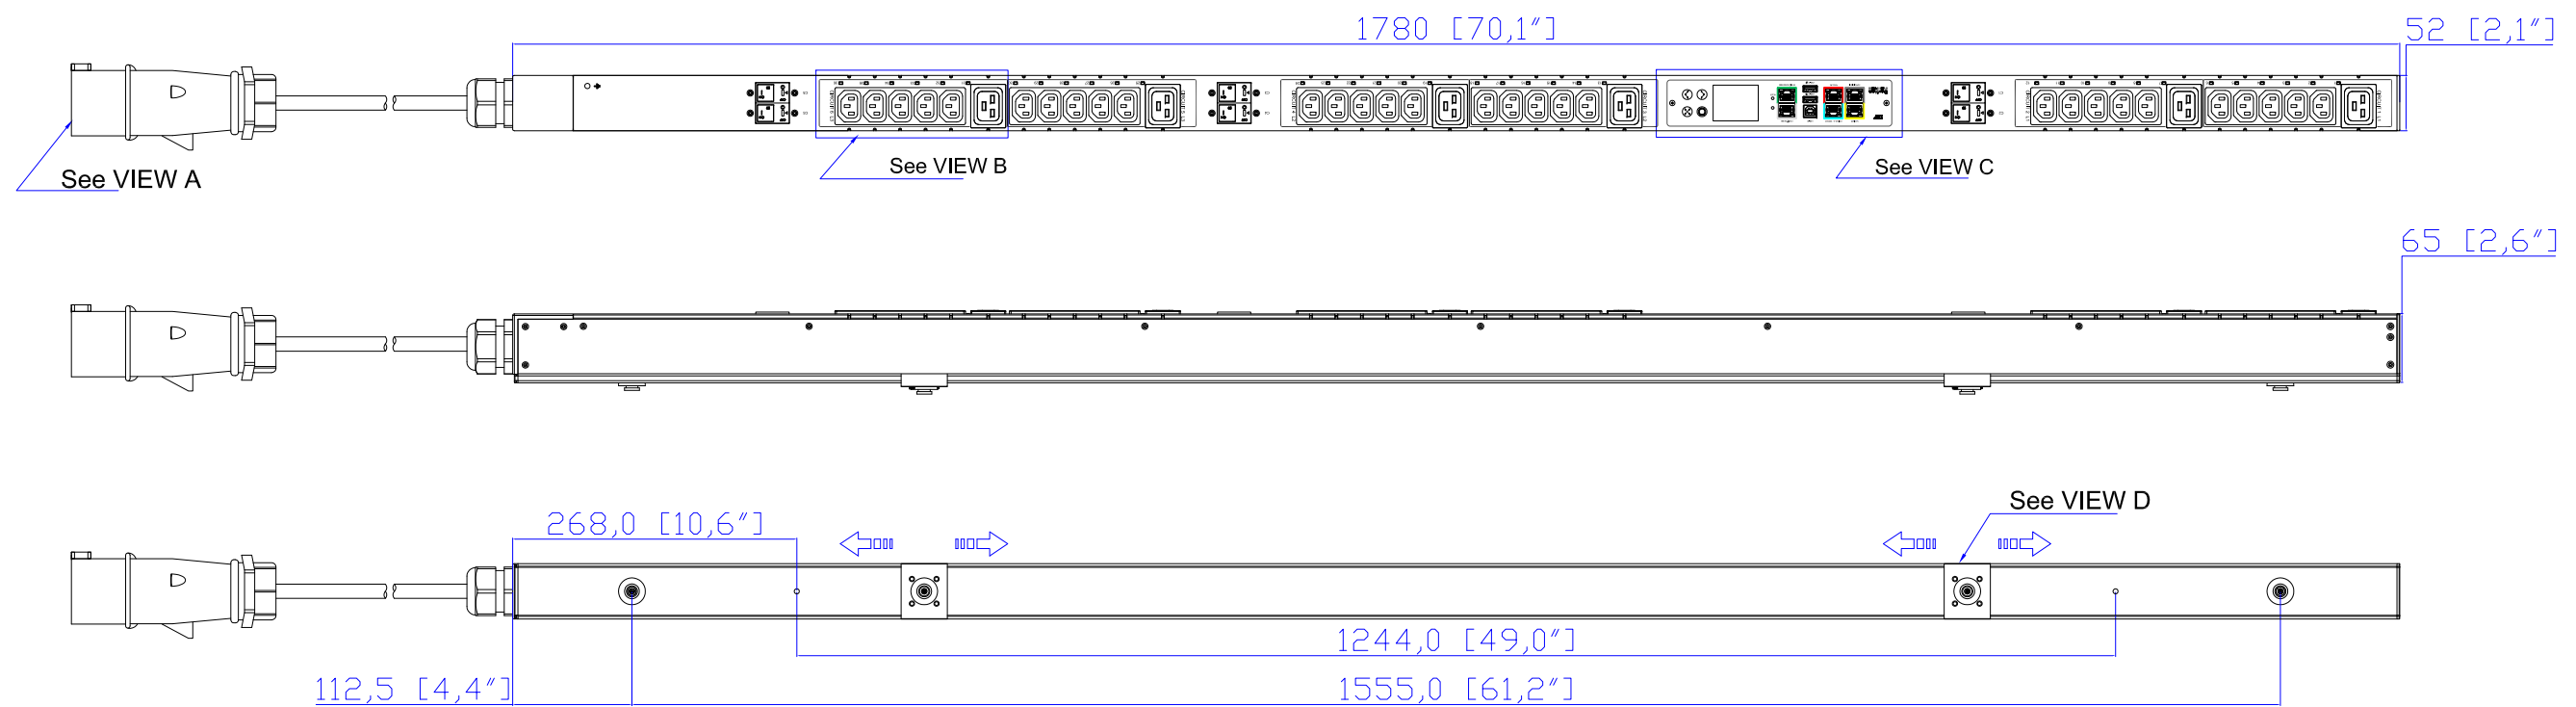 1780 [70,1"]
52 [2,1"]
See VIEW A
See VIEW B
See VIEW C
65 [2,6"]
See VIEW D
268,0 [10,6"]
1244,0 [49,0"]
112,5 [4,4"]
1555,0 [61,2"]